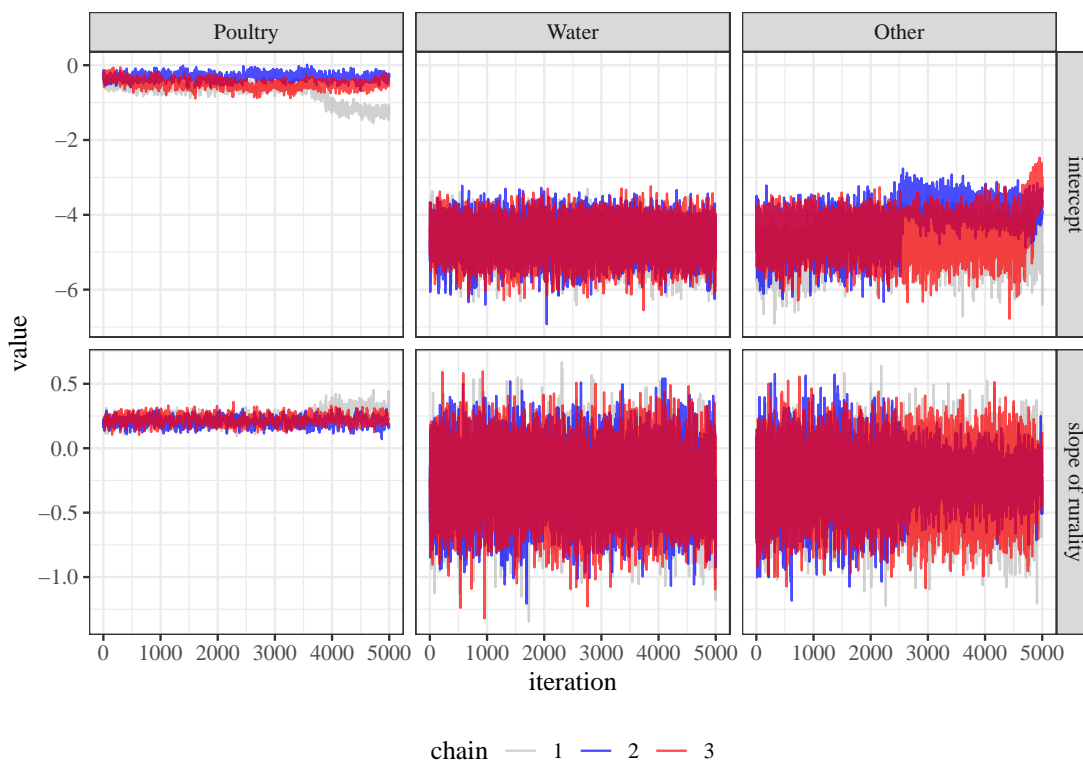 Poultry Water Other
0
−2
−4
−6
intercept
value
0.5
0.0
−0.5
−1.0
slope of rurality
0 1000 2000 3000 4000 5000 0 1000 2000 3000 4000 5000 0 1000 2000 3000 4000 5000
iteration
chain 1 2 3